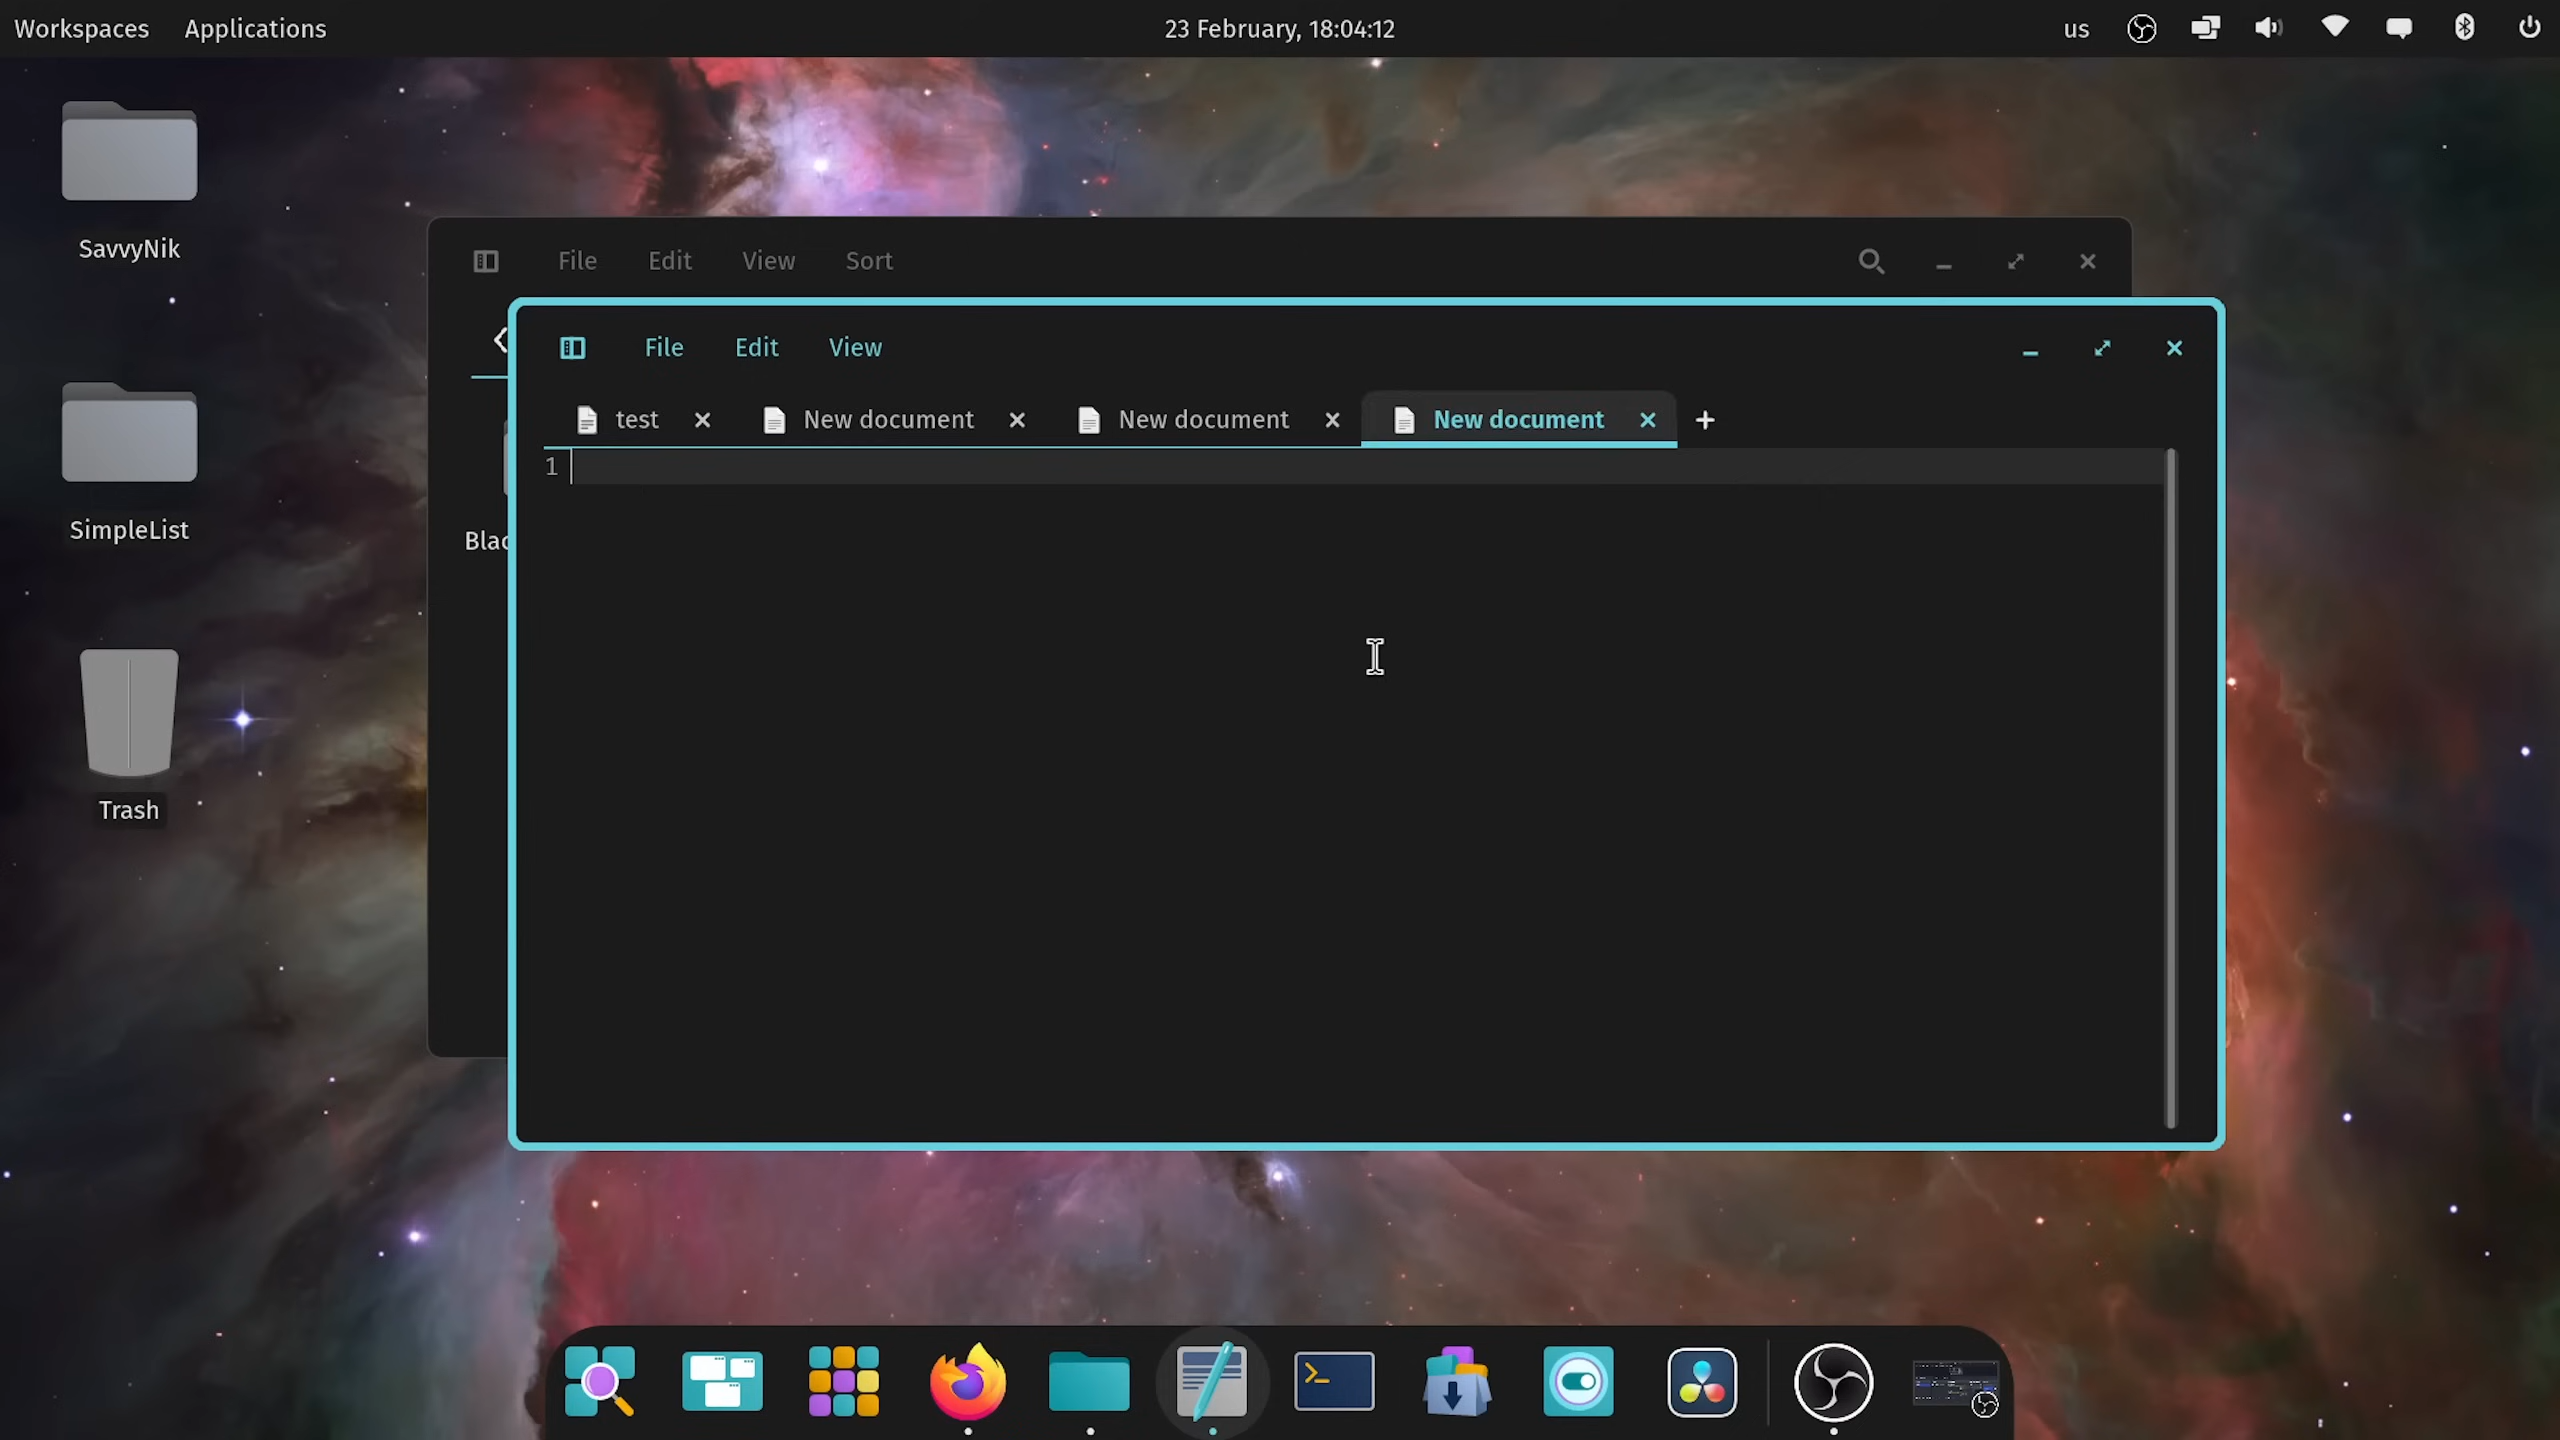 Workspaces Applications 23 February, 18:04:12 us
SavvyNik
SimpleList
Trash
File Edit View Sort
File Edit View
test New document New document New document
1